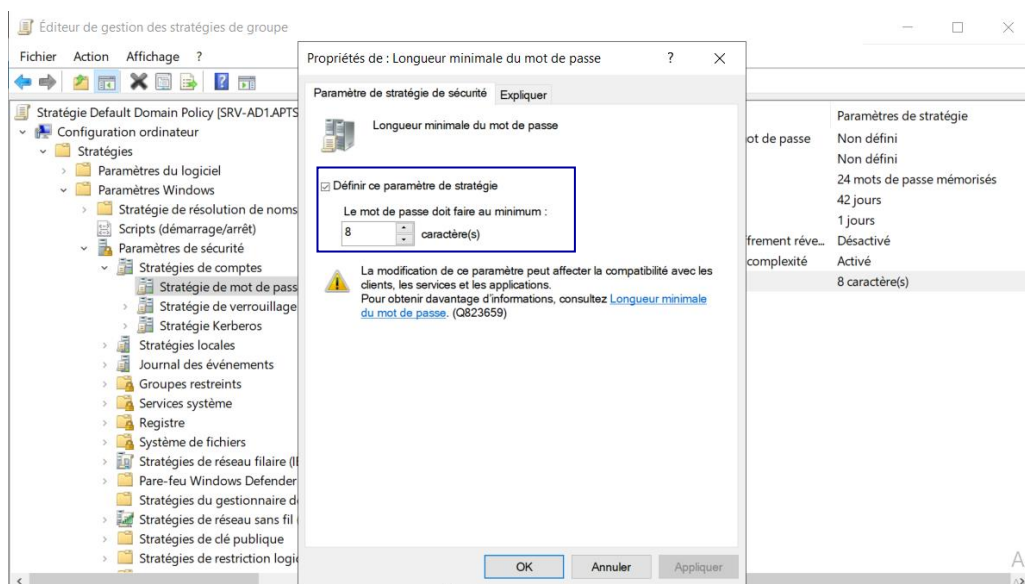 Éditeur de gestion des stratégies de groupe
Fichier Action Affichage ?
Stratégie Default Domain Policy [SRV-AD1.APTS
Configuration ordinateur
Stratégies
Paramètres du logiciel
Paramètres Windows
Stratégie de résolution de noms
Scripts (démarrage/arrêt)
Paramètres de sécurité
Stratégies de comptes
Stratégie de mot de pass
Stratégie de verrouillage
Stratégie Kerberos
Stratégies locales
Journal des événements
Groupes restreints
Services système
Registre
Système de fichiers
Stratégies de réseau filaire (I
Pare-feu Windows Defender
Stratégies du gestionnaire d
Stratégies de réseau sans fil
Stratégies de clé publique
Stratégies de restriction logi
Propriétés de : Longueur minimale du mot de passe ?
Paramètre de stratégie de sécurité Expliquer
Longueur minimale du mot de passe
Définir ce paramètre de stratégie
Le mot de passe doit faire au minimum :
8 caractère(s)
La modification de ce paramètre peut affecter la compatibilité avec les
clients, les services et les applications.
Pour obtenir davantage d'informations, consultez Longueur minimale
du mot de passe. (Q823659)
OK Annuler Appliquer
Paramètres de stratégie
ot de passe Non défini
Non défini
24 mots de passe mémorisés
42 jours
1 jours
ffrement réve... Désactivé
complexité Activé
8 caractère(s)
A